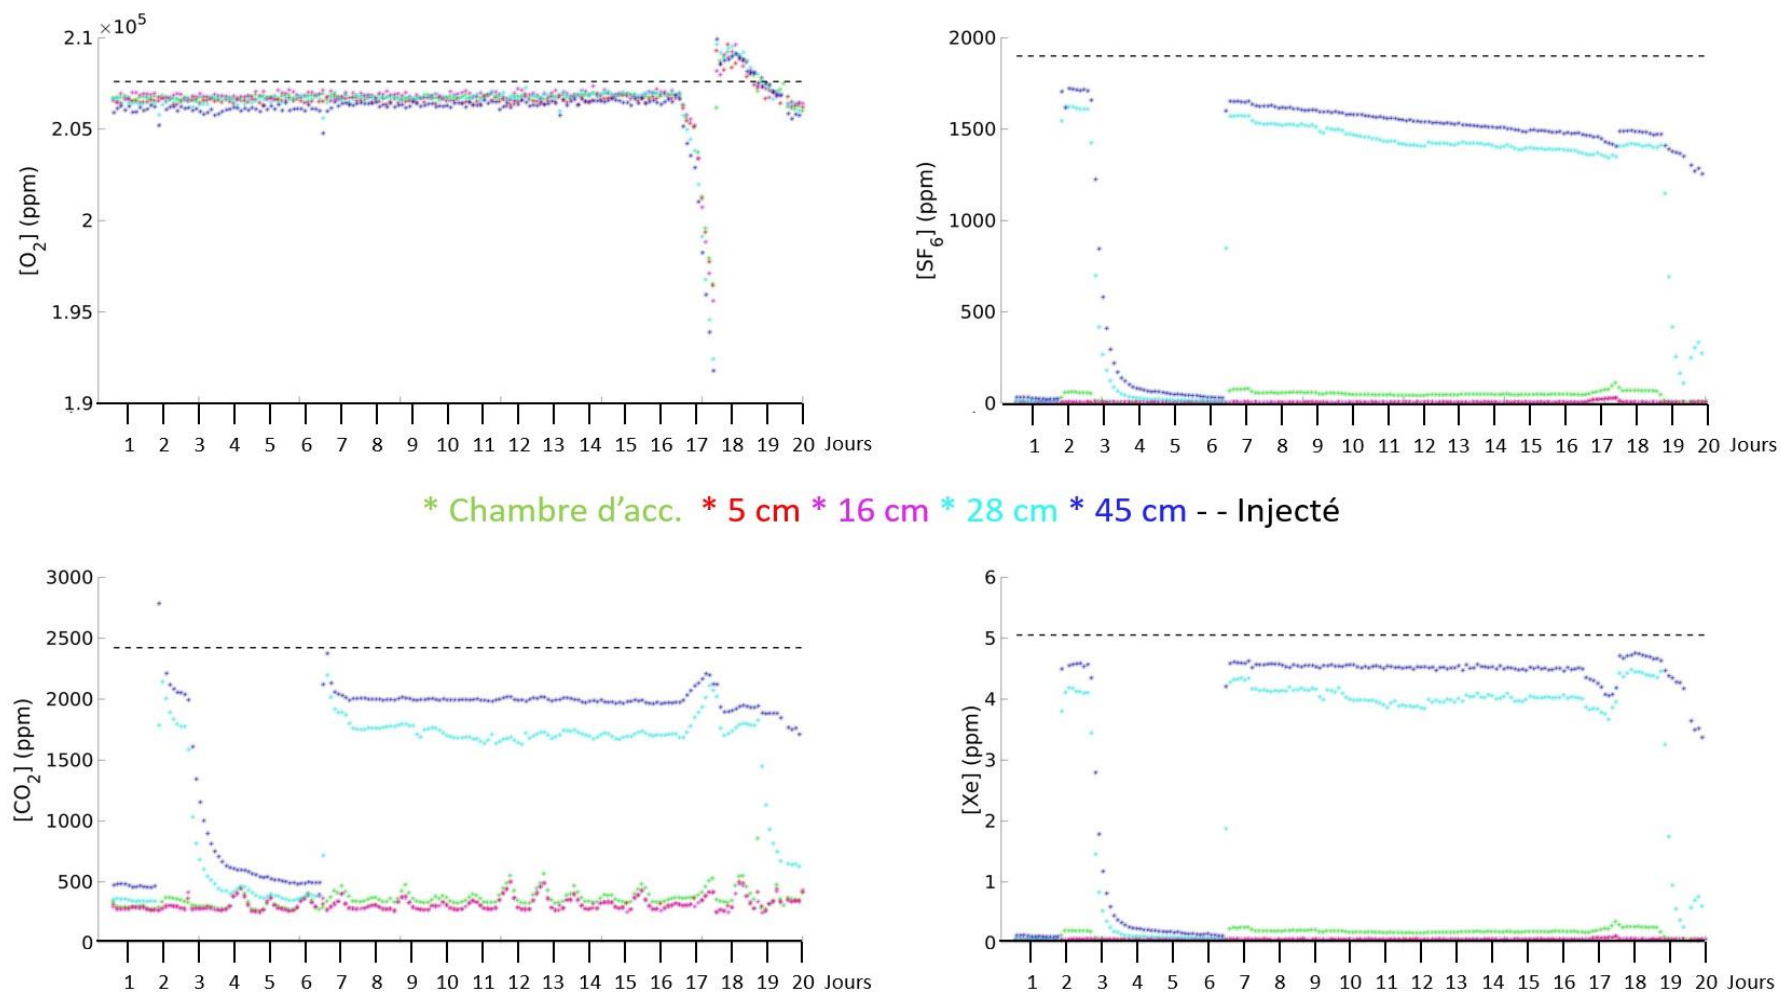 ×10⁵
2.1
2.05
2
1.95
1.9
[O₂] (ppm)
1 2 3 4 5 6 7 8 9 10 11 12 13 14 15 16 17 18 19 20 Jours
2000
1500
1000
500
0
[SF₆] (ppm)
1 2 3 4 5 6 7 8 9 10 11 12 13 14 15 16 17 18 19 20 Jours
* Chambre d’acc. * 5 cm * 16 cm * 28 cm * 45 cm - - Injecté
3000
2500
2000
1500
1000
500
0
[CO₂] (ppm)
1 2 3 4 5 6 7 8 9 10 11 12 13 14 15 16 17 18 19 20 Jours
6
5
4
3
2
1
0
[Xe] (ppm)
1 2 3 4 5 6 7 8 9 10 11 12 13 14 15 16 17 18 19 20 Jours